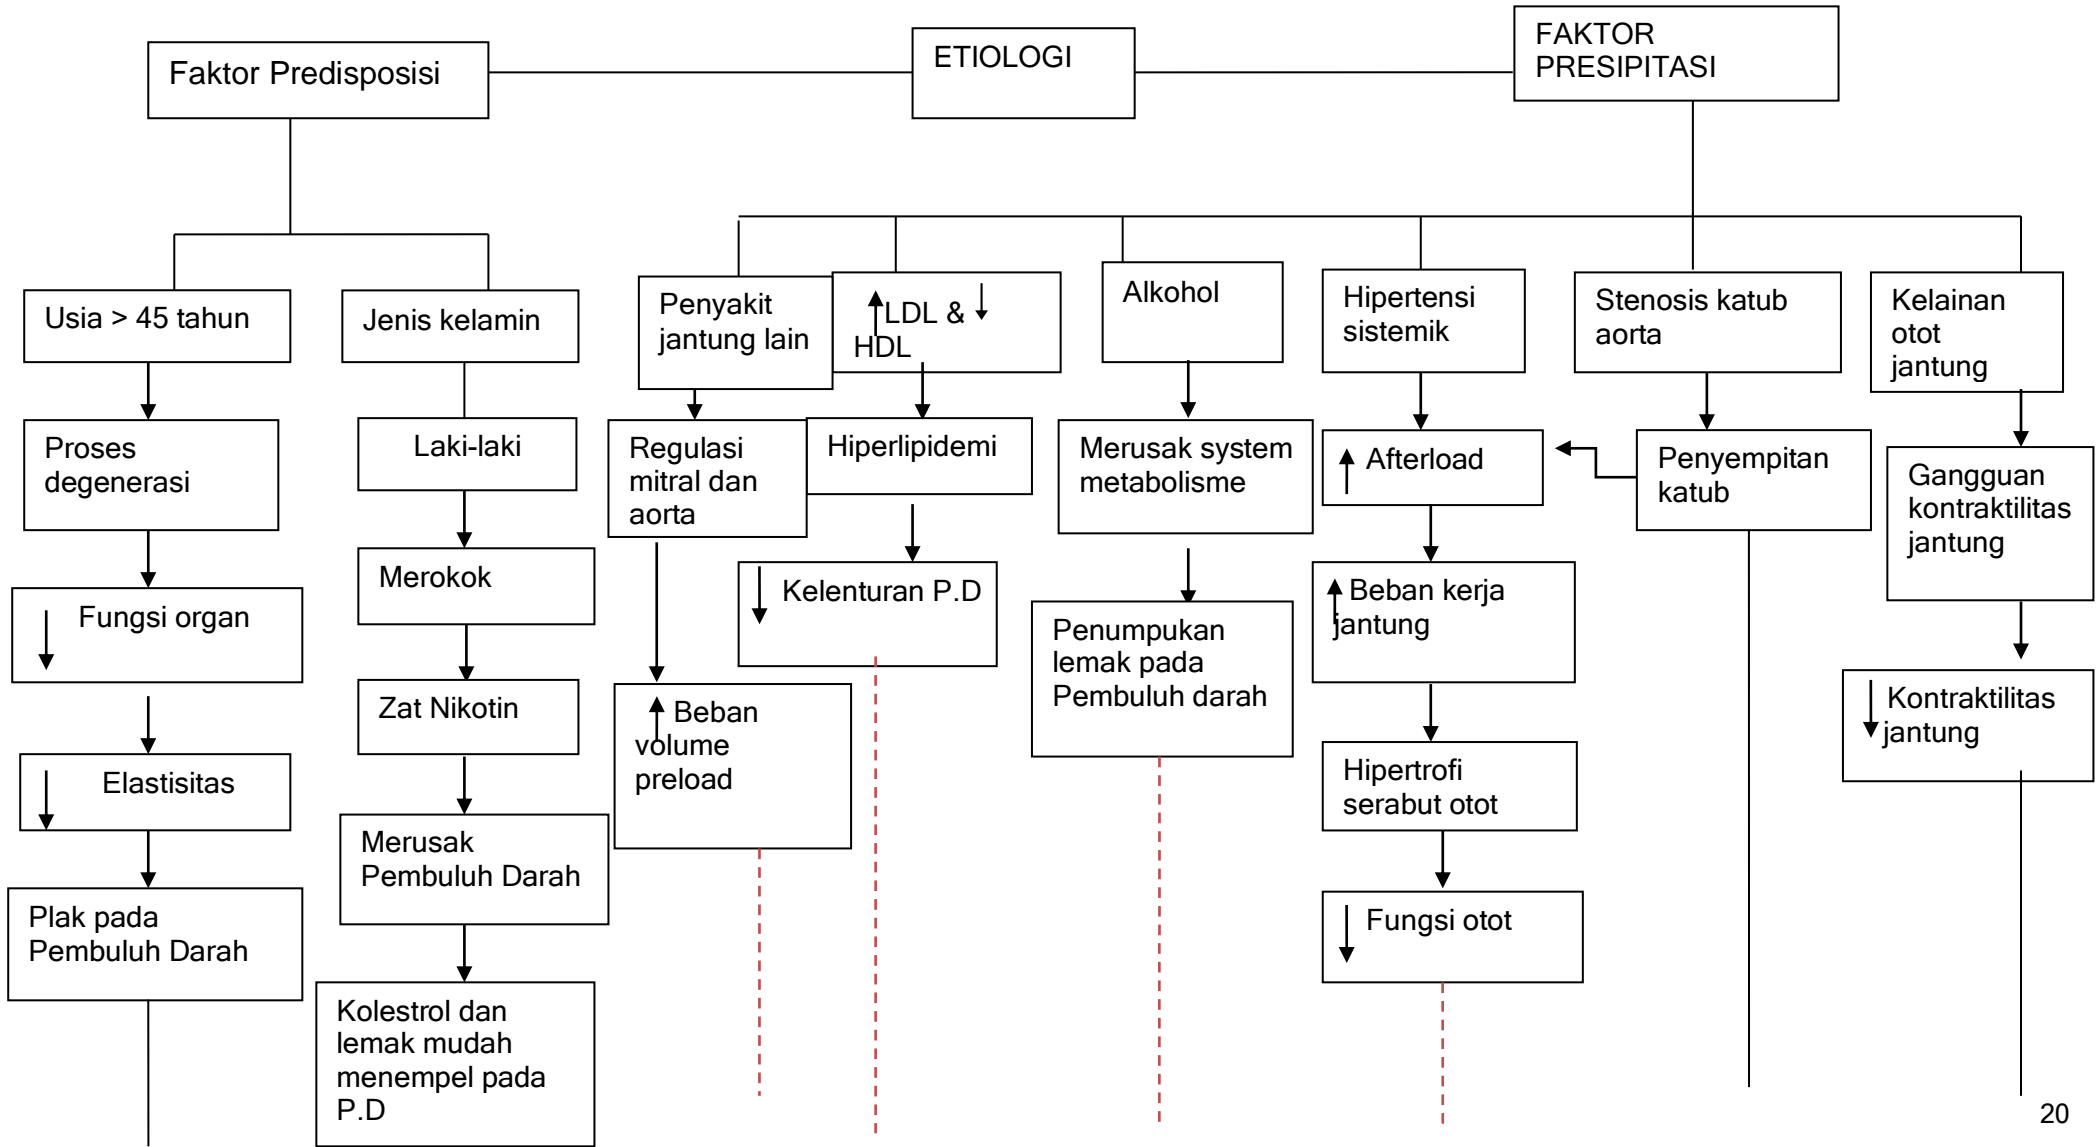 Faktor Predisposisi
ETIOLOGI
FAKTOR
PRESIPITASI
Usia > 45 tahun
Proses
degenerasi
Fungsi organ
Elastisitas
Plak pada
Pembuluh Darah
Jenis kelamin
Laki-laki
Merokok
Zat Nikotin
Merusak
Pembuluh Darah
Kolestrol dan
lemak mudah
menempel pada
P.D
Penyakit
jantung lain
Regulasi
mitral dan
aorta
Beban
volume
preload
LDL &
HDL
Hiperlipidemi
Kelenturan P.D
Alkohol
Merusak system
metabolisme
Penumpukan
lemak pada
Pembuluh darah
Hipertensi
sistemik
Afterload
Beban kerja
jantung
Hipertrofi
serabut otot
Fungsi otot
Stenosis katub
aorta
Penyempitan
katub
Kelainan
otot
jantung
Gangguan
kontraktilitas
jantung
Kontraktilitas
jantung
20